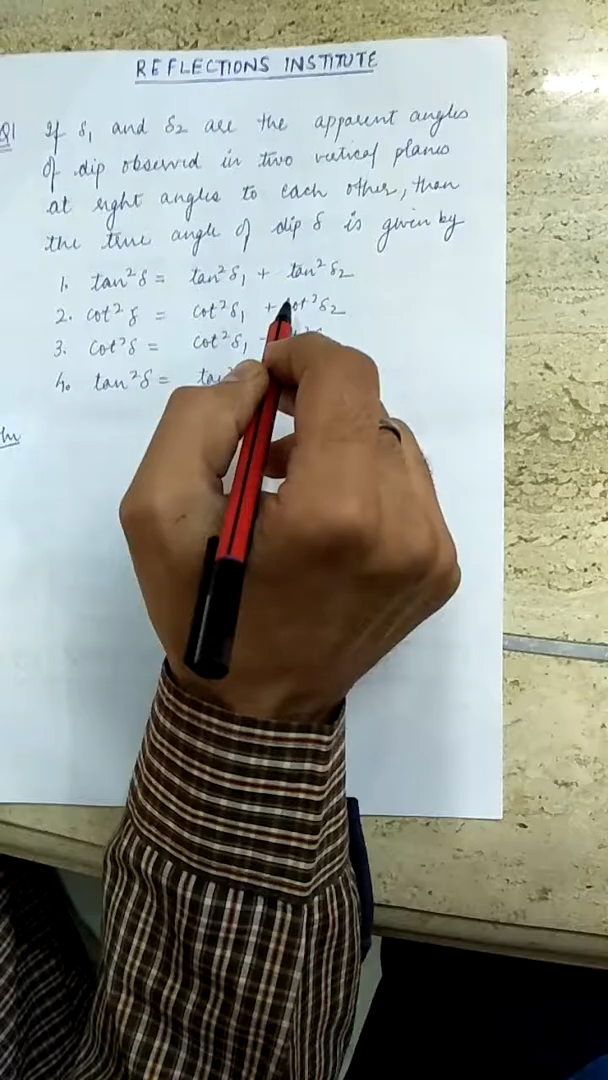 REFLECTIONS INSTITUTE
Q1 If δ₁ and δ₂ are the apparent angles
of dip observed in two vertical planes
at right angles to each other, then
the true angle of dip δ is given by
1. tan²δ = tan²δ₁ + tan²δ₂
2. cot²δ = cot²δ₁ + cot²δ₂
3. cot²δ = cot²δ₁
4. tan²δ =